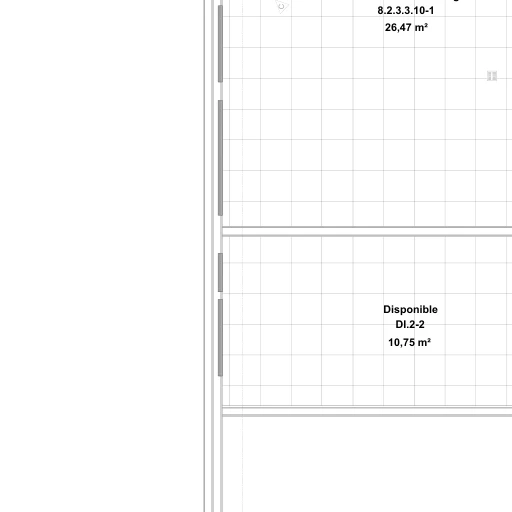 8.2.3.3.10-1
26,47 m²
Disponible
DI.2-2
10,75 m²